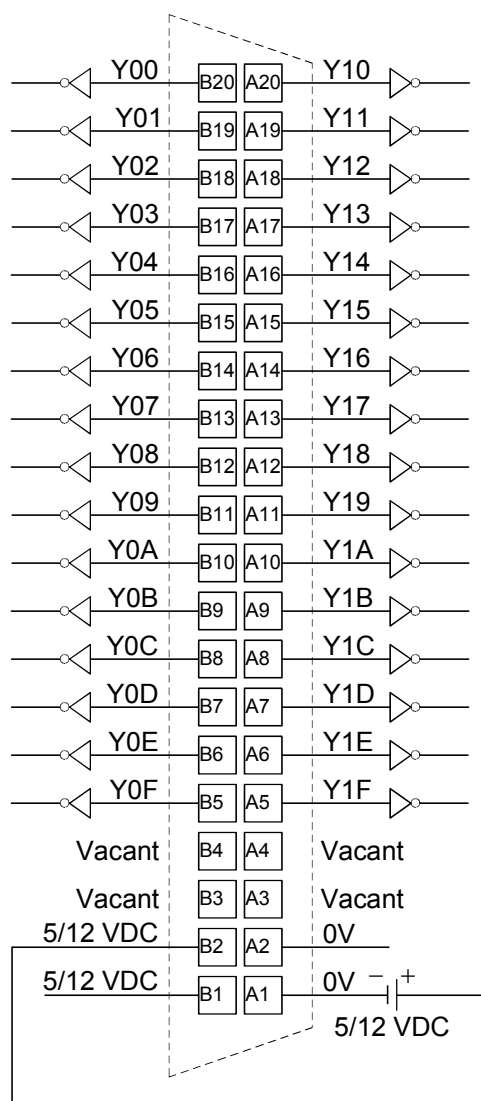 Y00 B20 A20 Y10
Y01 B19 A19 Y11
Y02 B18 A18 Y12
Y03 B17 A17 Y13
Y04 B16 A16 Y14
Y05 B15 A15 Y15
Y06 B14 A14 Y16
Y07 B13 A13 Y17
Y08 B12 A12 Y18
Y09 B11 A11 Y19
Y0A B10 A10 Y1A
Y0B B9 A9 Y1B
Y0C B8 A8 Y1C
Y0D B7 A7 Y1D
Y0E B6 A6 Y1E
Y0F B5 A5 Y1F
Vacant B4 A4 Vacant
Vacant B3 A3 Vacant
5/12 VDC B2 A2 0V
5/12 VDC B1 A1 0V − +
5/12 VDC